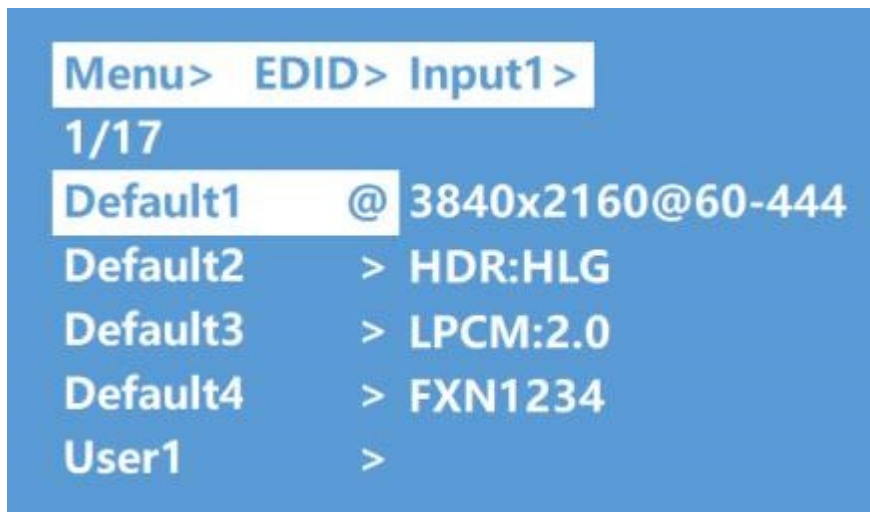 Menu> EDID> Input1>
1/17
Default1 @ 3840x2160@60-444
Default2 > HDR:HLG
Default3 > LPCM:2.0
Default4 > FXN1234
User1 >